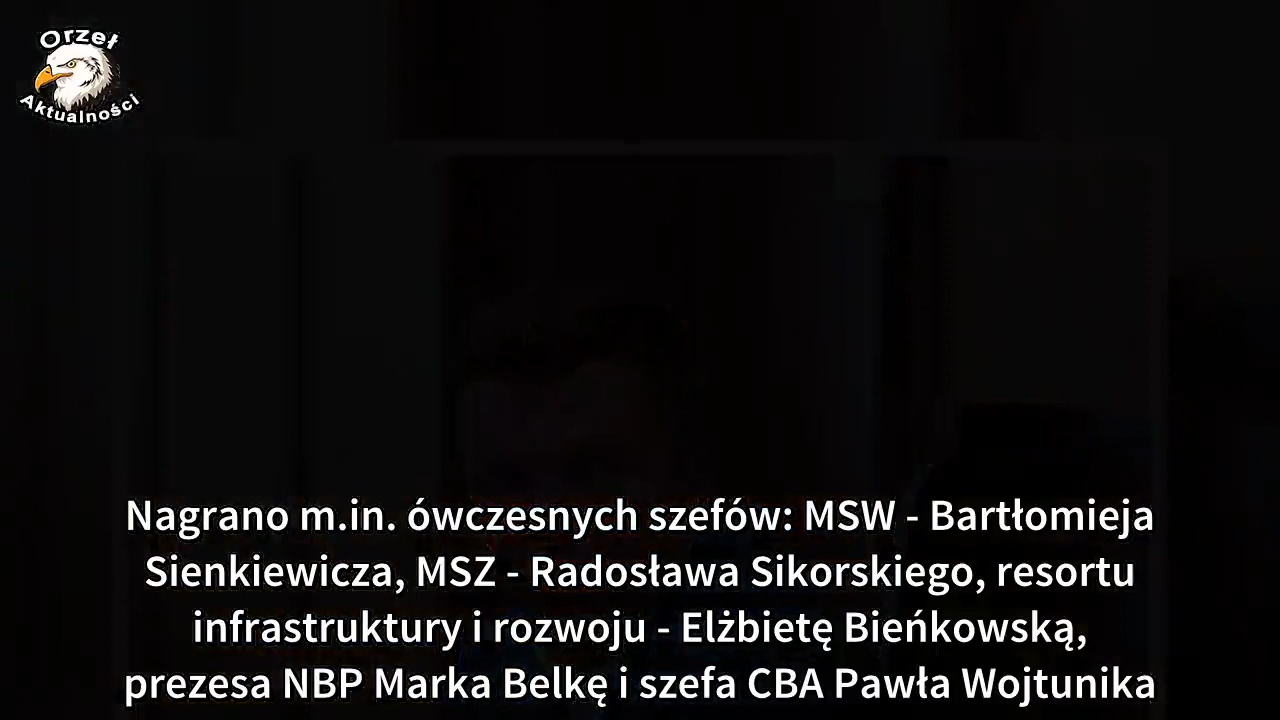 Orzeł
Aktualności
Nagrano m.in. ówczesnych szefów: MSW - Bartłomieja
Sienkiewicza, MSZ - Radosława Sikorskiego, resortu
infrastruktury i rozwoju - Elżbietę Bieńkowską,
prezesa NBP Marka Belkę i szefa CBA Pawła Wojtunika